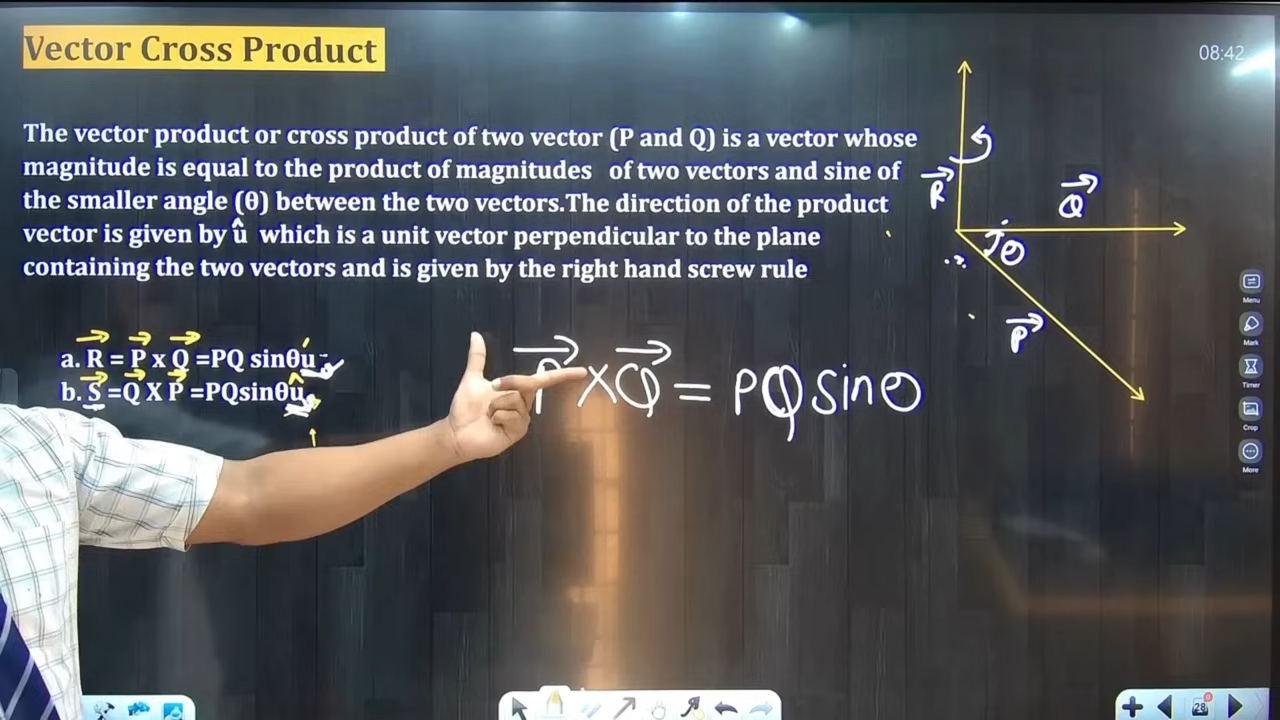 Vector Cross Product
08:42
The vector product or cross product of two vector (P and Q) is a vector whose
magnitude is equal to the product of magnitudes of two vectors and sine of
the smaller angle (θ) between the two vectors.The direction of the product
vector is given by û which is a unit vector perpendicular to the plane
containing the two vectors and is given by the right hand screw rule
R⃗
Q⃗
θ
P⃗
a. R⃗ = P⃗ x Q⃗ =PQ sinθu
b. S⃗ =Q⃗ X P⃗ =PQsinθû
P⃗ X Q⃗ = PQ sinθ
Menu
Mark
Timer
Crop
More
28